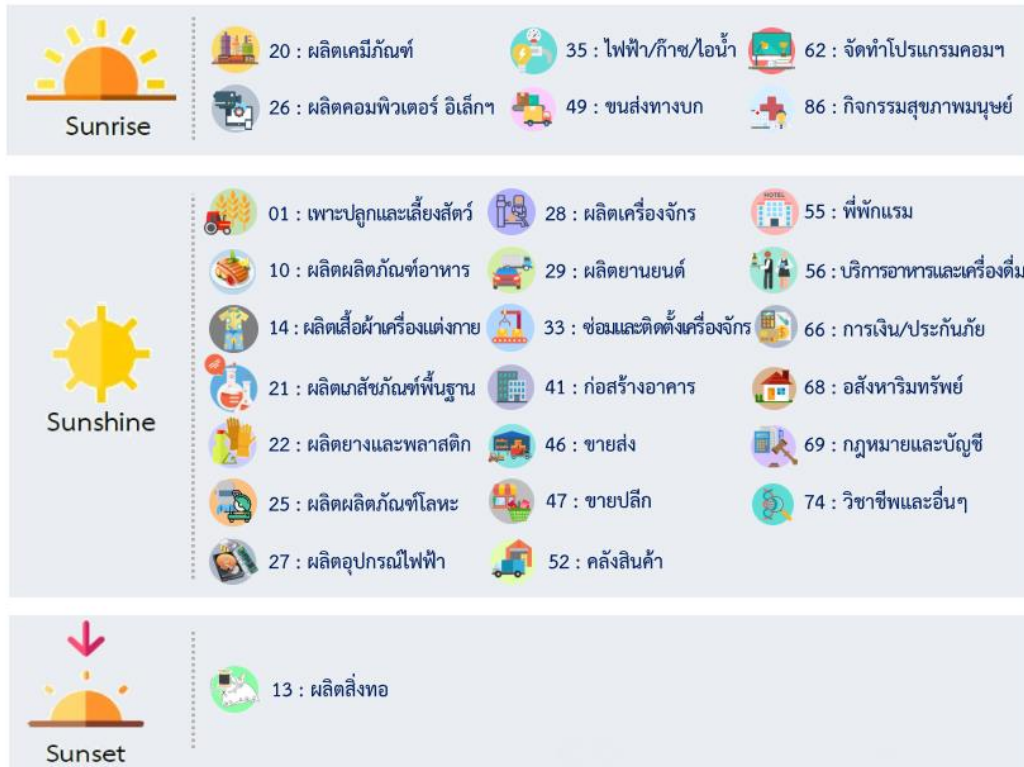 20 : ผลิตเคมีภัณฑ์
35 : ไฟฟ้า/ก๊าซ/ไอน้ำ
62 : จัดทำโปรแกรมคอมฯ
26 : ผลิตคอมพิวเตอร์ อิเล็กฯ
49 : ขนส่งทางบก
86 : กิจกรรมสุขภาพมนุษย์
Sunrise
01 : เพาะปลูกและเลี้ยงสัตว์
28 : ผลิตเครื่องจักร
HOTEL
55 : พี่พักแรม
10 : ผลิตผลิตภัณฑ์อาหาร
29 : ผลิตยานยนต์
56 : บริการอาหารและเครื่องดื่ม
14 : ผลิตเสื้อผ้าเครื่องแต่งกาย
33 : ซ่อมและติดตั้งเครื่องจักร
66 : การเงิน/ประกันภัย
21 : ผลิตเภสัชภัณฑ์พื้นฐาน
41 : ก่อสร้างอาคาร
68 : อสังหาริมทรัพย์
Sunshine
22 : ผลิตยางและพลาสติก
46 : ขายส่ง
69 : กฎหมายและบัญชี
25 : ผลิตผลิตภัณฑ์โลหะ
47 : ขายปลีก
74 : วิชาชีพและอื่นๆ
27 : ผลิตอุปกรณ์ไฟฟ้า
52 : คลังสินค้า
13 : ผลิตสิ่งทอ
Sunset